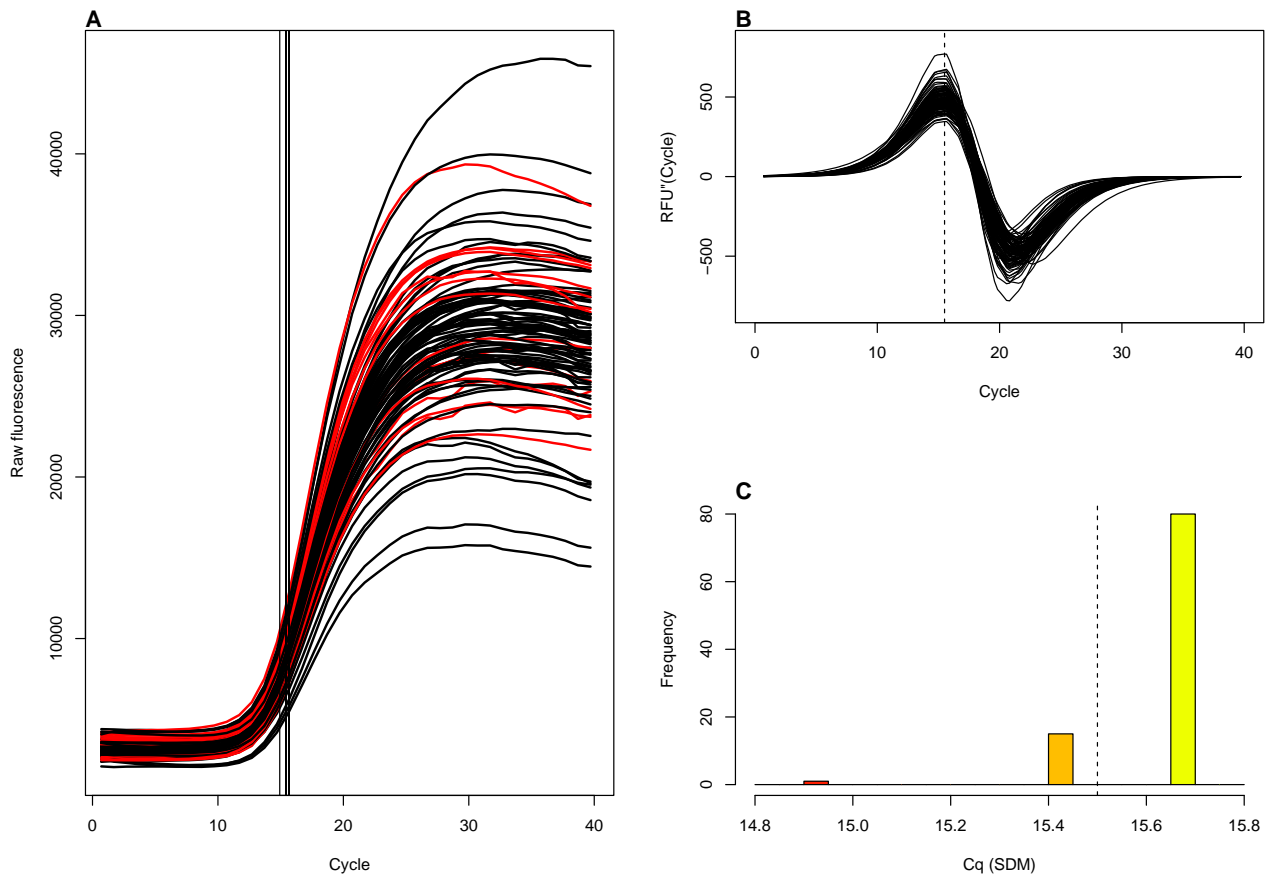 A
Raw fluorescence
40000
30000
20000
10000
0 10 20 30 40
Cycle
B
RFU"(Cycle)
500
0
−500
0 10 20 30 40
Cycle
C
Frequency
80
60
40
20
0
14.8 15.0 15.2 15.4 15.6 15.8
Cq (SDM)